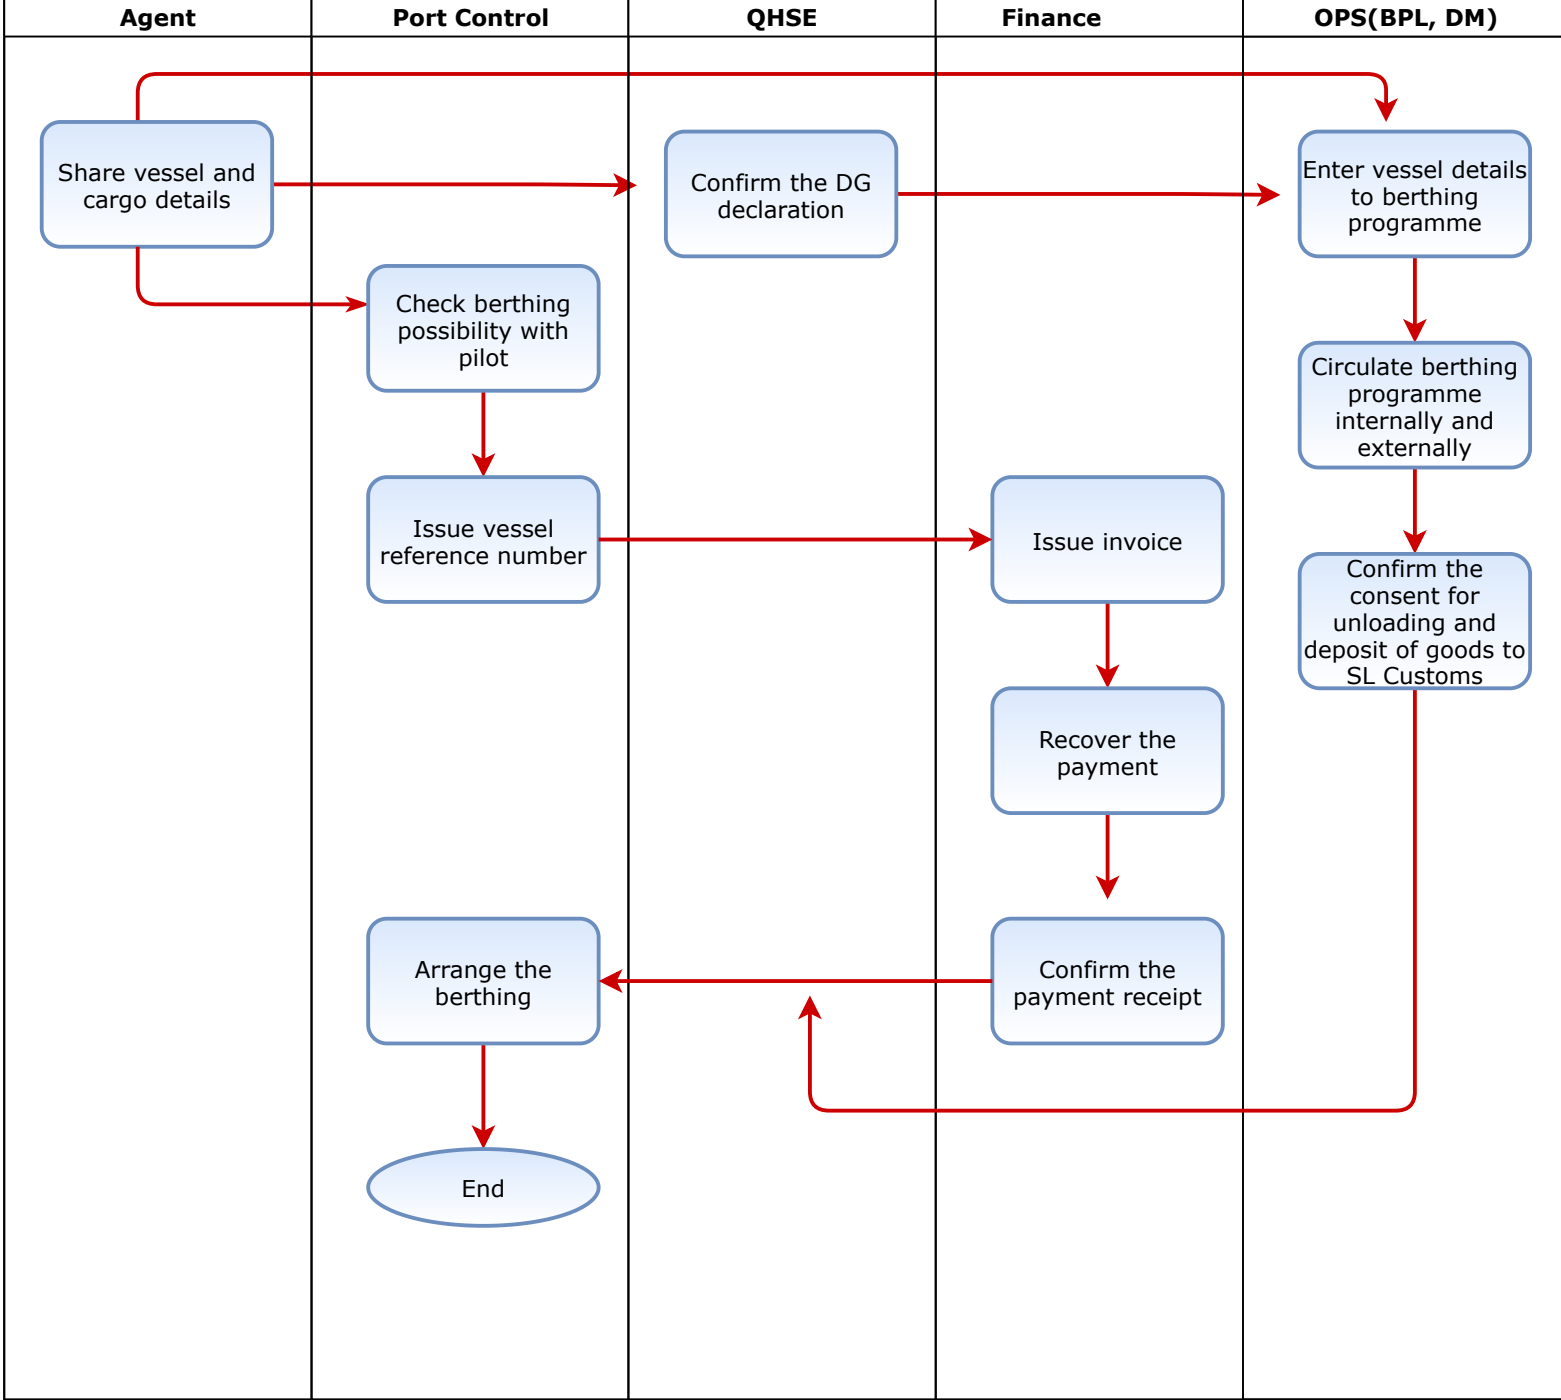 Agent
Port Control
QHSE
Finance
OPS(BPL, DM)
Share vessel and
cargo details
Confirm the DG
declaration
Enter vessel details
to berthing
programme
Check berthing
possibility with
pilot
Circulate berthing
programme
internally and
externally
Issue vessel
reference number
Issue invoice
Confirm the
consent for
unloading and
deposit of goods to
SL Customs
Recover the
payment
Arrange the
berthing
Confirm the
payment receipt
End